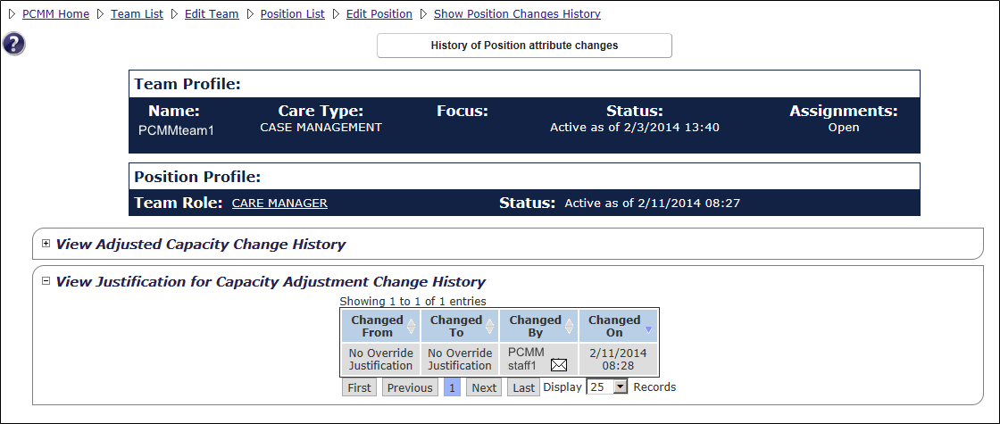 PCMM Home Team List Edit Team Position List Edit Position Show Position Changes History
?
History of Position attribute changes
Team Profile:
Name: Care Type: Focus: Status: Assignments:
PCMMteam1 CASE MANAGEMENT Active as of 2/3/2014 13:40 Open
Position Profile:
Team Role: CARE MANAGER Status: Active as of 2/11/2014 08:27
View Adjusted Capacity Change History
View Justification for Capacity Adjustment Change History
Showing 1 to 1 of 1 entries
Changed Changed Changed Changed
From To By On
No Override No Override PCMM 2/11/2014
Justification Justification staff1 08:28
First Previous 1 Next Last Display 25 Records